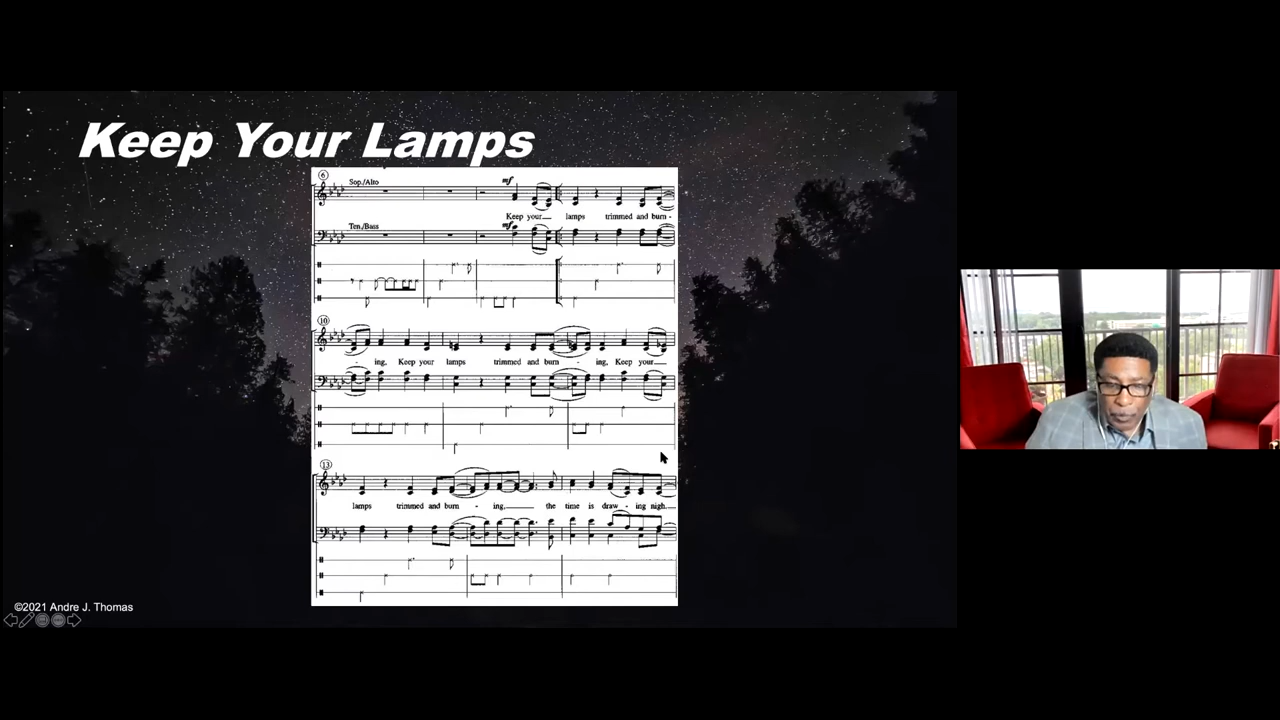 Keep Your Lamps
6
Sop./Alto
mf
Keep your lamps trimmed and burn -
Ten./Bass
mf
10
- ing, Keep your lamps trimmed and burn - ing, Keep your
13
lamps trimmed and burn - ing, the time is draw - ing nigh.
©2021 Andre J. Thomas